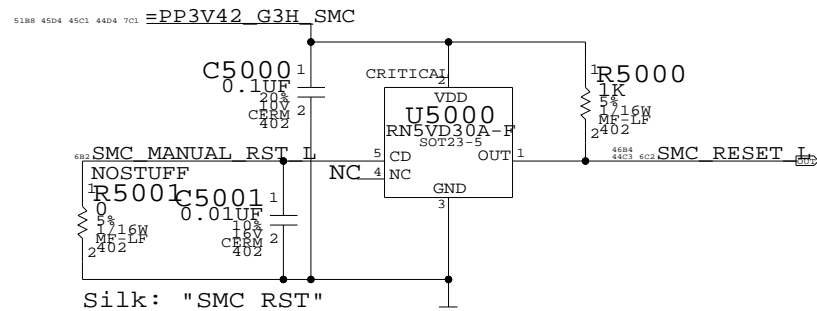 51B8 45D4 45C1 44D4 7C1 =PP3V42_G3H_SMC
C5000 1
0.1UF
20%
10V 2
CERM
402
CRITICAL
2
VDD
U5000
RN5VD30A-F
SOT23-5
5 CD
OUT 1
NC 4 NC
GND
3
1 R5000
1K
5%
1/16W
MF-LF
2 402
6B2 SMC_MANUAL_RST_L
46B4
44C3 6C2 SMC_RESET_L
OUT
NOSTUFF
1 R5001
0
5%
1/16W
MF-LF
2 402
C5001 1
0.01UF
10%
16V 2
CERM
402
Silk: "SMC RST"